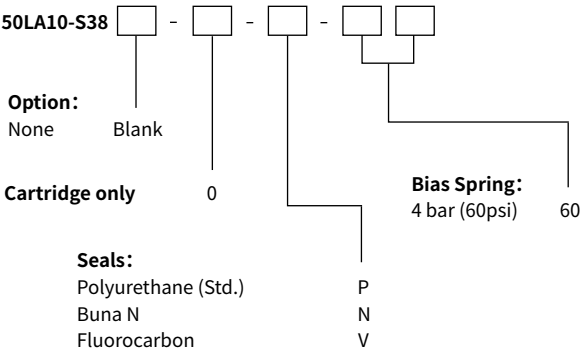 50LA10-S38 - - -
Option：
None Blank
Cartridge only 0
Bias Spring：
4 bar (60psi) 60
Seals：
Polyurethane (Std.) P
Buna N N
Fluorocarbon V